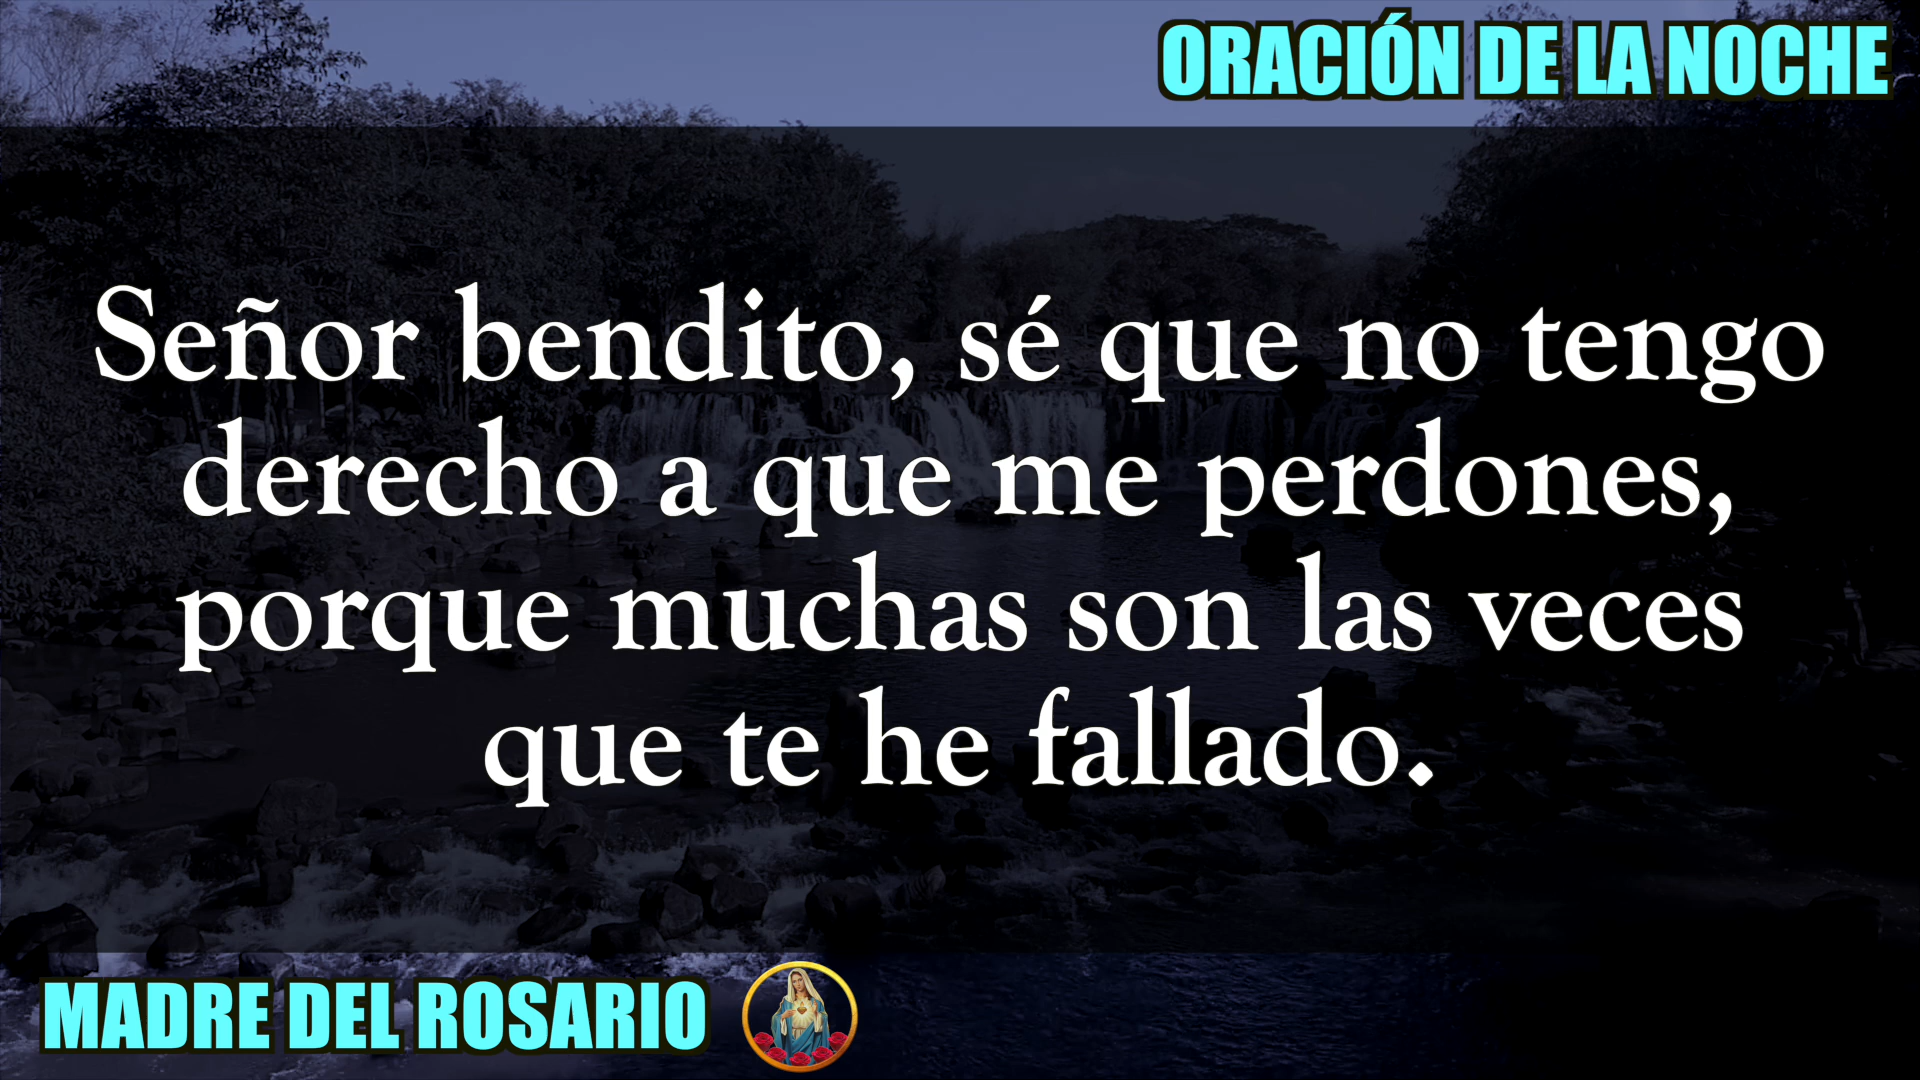 ORACIÓN DE LA NOCHE
Señor bendito, sé que no tengo
derecho a que me perdones,
porque muchas son las veces
que te he fallado.
MADRE DEL ROSARIO